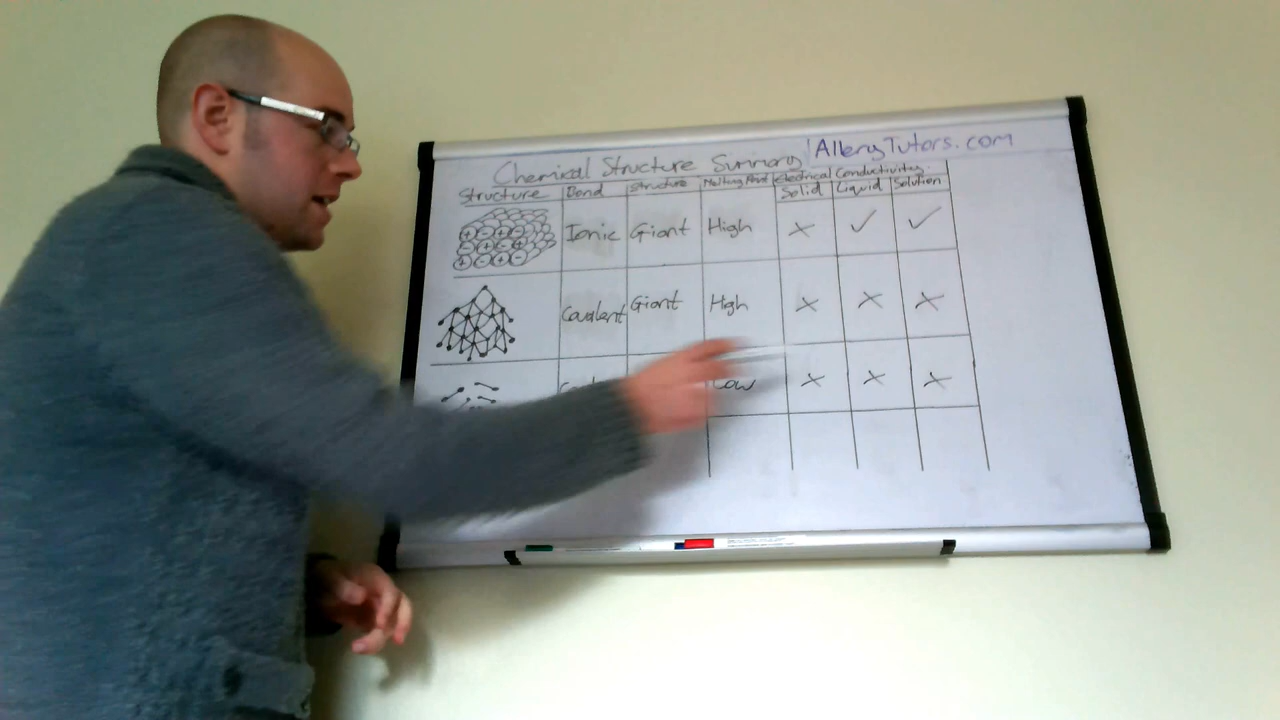 Chemical Structure Summary
AlleryTutors.com
Structure Bond Structure Melting Point Electrical Conductivity
Solid Liquid Solution
Ionic Giant High ✗ ✓ ✓
Covalent Giant High ✗ ✗ ✗
Low ✗ ✗ ✗